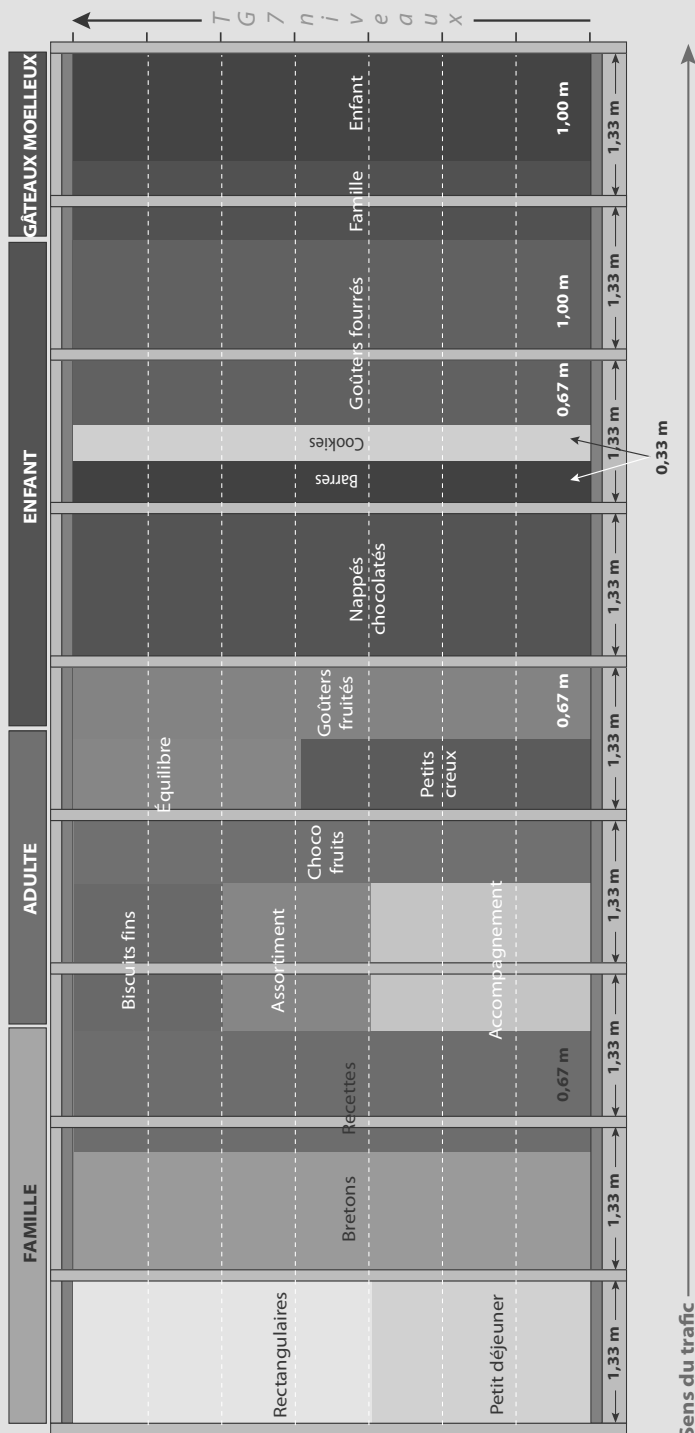 TG 7 niveaux
FAMILLE
ADULTE
ENFANT
GÂTEAUX MOELLEUX
Rectangulaires
Petit déjeuner
Bretons
Recettes
0,67 m
Biscuits fins
Assortiment
Accompagnement
Choco
fruits
Équilibre
Petits
creux
Goûters
fruités
0,67 m
Nappés
chocolatés
Barres
Cookies
Goûters fourrés
0,67 m
1,00 m
Famille
Enfant
1,00 m
1,33 m
1,33 m
1,33 m
1,33 m
1,33 m
1,33 m
1,33 m
1,33 m
1,33 m
0,33 m
Sens du trafic